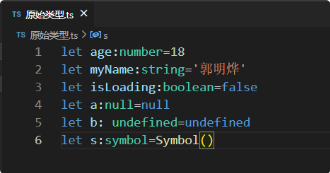 TS 原始类型.ts ×
TS 原始类型.ts > s
1 let age:number=18
2 let myName:string='郭明烨'
3 let isLoading:boolean=false
4 let a:null=null
5 let b: undefined=undefined
6 let s:symbol=Symbol()